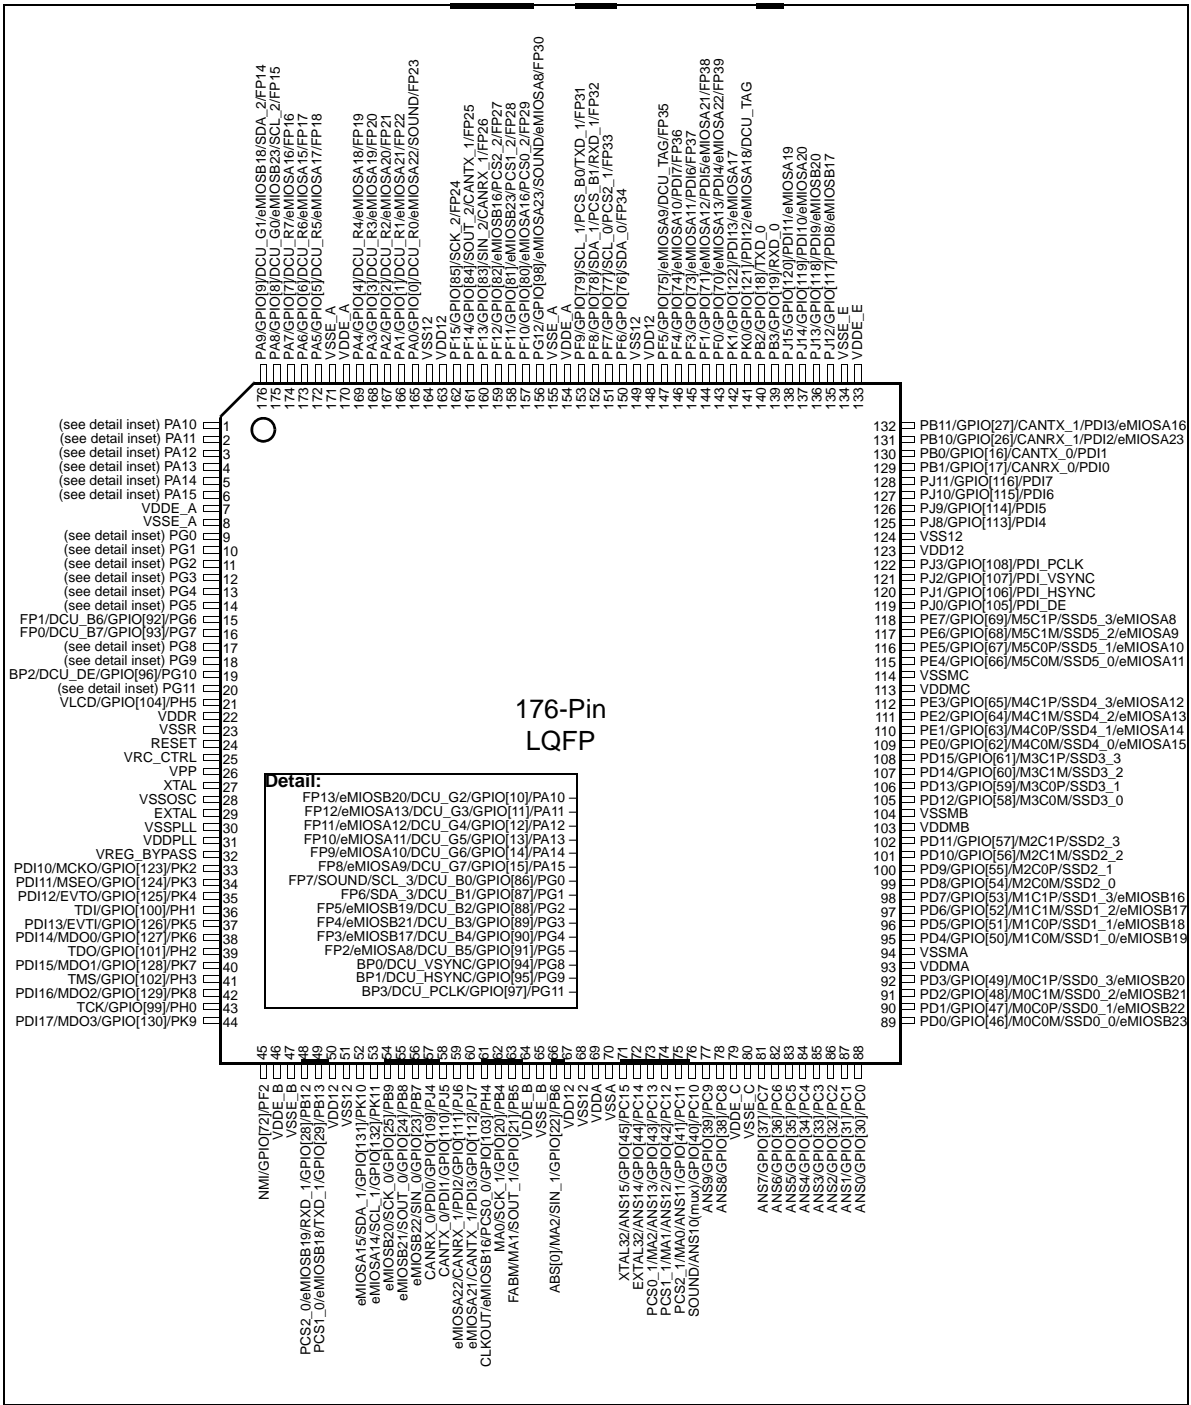 PA9/GPIO[9]/DCU_G1/eMIOSB18/SDA_2/FP14
PA8/GPIO[8]/DCU_G0/eMIOSB23/SCL_2/FP15
PA7/GPIO[7]/DCU_R7/eMIOSA16/FP16
PA6/GPIO[6]/DCU_R6/eMIOSA15/FP17
PA5/GPIO[5]/DCU_R5/eMIOSA17/FP18
VSSE_A
VDDE_A
PA4/GPIO[4]/DCU_R4/eMIOSA18/FP19
PA3/GPIO[3]/DCU_R3/eMIOSA19/FP20
PA2/GPIO[2]/DCU_R2/eMIOSA20/FP21
PA1/GPIO[1]/DCU_R1/eMIOSA21/FP22
PA0/GPIO[0]/DCU_R0/eMIOSA22/SOUND/FP23
VSS12
VDD12
PF15/GPIO[85]/SCK_2/FP24
PF14/GPIO[84]/SOUT_2/CANTX_1/FP25
PF13/GPIO[83]/SIN_2/CANRX_1/FP26
PF12/GPIO[82]/eMIOSB16/PCS2_2/FP27
PF11/GPIO[81]/eMIOSB23/PCS1_2/FP28
PF10/GPIO[80]/eMIOSA16/PCS0_2/FP29
PG12/GPIO[98]/eMIOSA23/SOUND/eMIOSA8/FP30
VSSE_A
VDDE_A
PF9/GPIO[79]/SCL_1/PCS_B0/TXD_1/FP31
PF8/GPIO[78]/SDA_1/PCS_B1/RXD_1/FP32
PF7/GPIO[77]/SCL_0/PCS2_1/FP33
PF6/GPIO[76]/SDA_0/FP34
VSS12
VDD12
PF5/GPIO[75]/eMIOSA9/DCU_TAG/FP35
PF4/GPIO[74]/eMIOSA10/PDI7/FP36
PF3/GPIO[73]/eMIOSA11/PDI6/FP37
PF1/GPIO[71]/eMIOSA12/PDI5/eMIOSA21/FP38
PF0/GPIO[70]/eMIOSA13/PDI4/eMIOSA22/FP39
PK1/GPIO[122]/PDI13/eMIOSA17
PK0/GPIO[121]/PDI12/eMIOSA18/DCU_TAG
PB2/GPIO[18]/TXD_0
PB3/GPIO[19]/RXD_0
PJ15/GPIO[120]/PDI11/eMIOSA19
PJ14/GPIO[119]/PDI10/eMIOSA20
PJ13/GPIO[118]/PDI9/eMIOSB20
PJ12/GPIO[117]/PDI8/eMIOSB17
VSSE_E
VDDE_E
176 175 174 173 172 171 170 169 168 167 166 165 164 163 162 161 160 159 158 157 156 155 154 153 152 151 150 149 148 147 146 145 144 143 142 141 140 139 138 137 136 135 134 133
(see detail inset) PA10 1
(see detail inset) PA11 2
(see detail inset) PA12 3
(see detail inset) PA13 4
(see detail inset) PA14 5
(see detail inset) PA15 6
VDDE_A 7
VSSE_A 8
(see detail inset) PG0 9
(see detail inset) PG1 10
(see detail inset) PG2 11
(see detail inset) PG3 12
(see detail inset) PG4 13
(see detail inset) PG5 14
FP1/DCU_B6/GPIO[92]/PG6 15
FP0/DCU_B7/GPIO[93]/PG7 16
(see detail inset) PG8 17
(see detail inset) PG9 18
BP2/DCU_DE/GPIO[96]/PG10 19
(see detail inset) PG11 20
VLCD/GPIO[104]/PH5 21
VDDR 22
VSSR 23
RESET 24
VRC_CTRL 25
VPP 26
XTAL 27
VSSOSC 28
EXTAL 29
VSSPLL 30
VDDPLL 31
VREG_BYPASS 32
PDI10/MCKO/GPIO[123]/PK2 33
PDI11/MSEO/GPIO[124]/PK3 34
PDI12/EVTO/GPIO[125]/PK4 35
TDI/GPIO[100]/PH1 36
PDI13/EVTI/GPIO[126]/PK5 37
PDI14/MDO0/GPIO[127]/PK6 38
TDO/GPIO[101]/PH2 39
PDI15/MDO1/GPIO[128]/PK7 40
TMS/GPIO[102]/PH3 41
PDI16/MDO2/GPIO[129]/PK8 42
TCK/GPIO[99]/PH0 43
PDI17/MDO3/GPIO[130]/PK9 44
176-Pin
LQFP
Detail:
FP13/eMIOSB20/DCU_G2/GPIO[10]/PA10
FP12/eMIOSA13/DCU_G3/GPIO[11]/PA11
FP11/eMIOSA12/DCU_G4/GPIO[12]/PA12
FP10/eMIOSA11/DCU_G5/GPIO[13]/PA13
FP9/eMIOSA10/DCU_G6/GPIO[14]/PA14
FP8/eMIOSA9/DCU_G7/GPIO[15]/PA15
FP7/SOUND/SCL_3/DCU_B0/GPIO[86]/PG0
FP6/SDA_3/DCU_B1/GPIO[87]/PG1
FP5/eMIOSB19/DCU_B2/GPIO[88]/PG2
FP4/eMIOSB21/DCU_B3/GPIO[89]/PG3
FP3/eMIOSB17/DCU_B4/GPIO[90]/PG4
FP2/eMIOSA8/DCU_B5/GPIO[91]/PG5
BP0/DCU_VSYNC/GPIO[94]/PG8
BP1/DCU_HSYNC/GPIO[95]/PG9
BP3/DCU_PCLK/GPIO[97]/PG11
132 PB11/GPIO[27]/CANTX_1/PDI3/eMIOSA16
131 PB10/GPIO[26]/CANRX_1/PDI2/eMIOSA23
130 PB0/GPIO[16]/CANTX_0/PDI1
129 PB1/GPIO[17]/CANRX_0/PDI0
128 PJ11/GPIO[116]/PDI7
127 PJ10/GPIO[115]/PDI6
126 PJ9/GPIO[114]/PDI5
125 PJ8/GPIO[113]/PDI4
124 VSS12
123 VDD12
122 PJ3/GPIO[108]/PDI_PCLK
121 PJ2/GPIO[107]/PDI_VSYNC
120 PJ1/GPIO[106]/PDI_HSYNC
119 PJ0/GPIO[105]/PDI_DE
118 PE7/GPIO[69]/M5C1P/SSD5_3/eMIOSA8
117 PE6/GPIO[68]/M5C1M/SSD5_2/eMIOSA9
116 PE5/GPIO[67]/M5C0P/SSD5_1/eMIOSA10
115 PE4/GPIO[66]/M5C0M/SSD5_0/eMIOSA11
114 VSSMC
113 VDDMC
112 PE3/GPIO[65]/M4C1P/SSD4_3/eMIOSA12
111 PE2/GPIO[64]/M4C1M/SSD4_2/eMIOSA13
110 PE1/GPIO[63]/M4C0P/SSD4_1/eMIOSA14
109 PE0/GPIO[62]/M4C0M/SSD4_0/eMIOSA15
108 PD15/GPIO[61]/M3C1P/SSD3_3
107 PD14/GPIO[60]/M3C1M/SSD3_2
106 PD13/GPIO[59]/M3C0P/SSD3_1
105 PD12/GPIO[58]/M3C0M/SSD3_0
104 VSSMB
103 VDDMB
102 PD11/GPIO[57]/M2C1P/SSD2_3
101 PD10/GPIO[56]/M2C1M/SSD2_2
100 PD9/GPIO[55]/M2C0P/SSD2_1
99 PD8/GPIO[54]/M2C0M/SSD2_0
98 PD7/GPIO[53]/M1C1P/SSD1_3/eMIOSB16
97 PD6/GPIO[52]/M1C1M/SSD1_2/eMIOSB17
96 PD5/GPIO[51]/M1C0P/SSD1_1/eMIOSB18
95 PD4/GPIO[50]/M1C0M/SSD1_0/eMIOSB19
94 VSSMA
93 VDDMA
92 PD3/GPIO[49]/M0C1P/SSD0_3/eMIOSB20
91 PD2/GPIO[48]/M0C1M/SSD0_2/eMIOSB21
90 PD1/GPIO[47]/M0C0P/SSD0_1/eMIOSB22
89 PD0/GPIO[46]/M0C0M/SSD0_0/eMIOSB23
45 46 47 48 49 50 51 52 53 54 55 56 57 58 59 60 61 62 63 64 65 66 67 68 69 70 71 72 73 74 75 76 77 78 79 80 81 82 83 84 85 86 87 88
NMI/GPIO[72]/PF2
VDDE_B
VSSE_B
PCS2_0/eMIOSB19/RXD_1/GPIO[28]/PB12
PCS1_0/eMIOSB18/TXD_1/GPIO[29]/PB13
VDD12
VSS12
eMIOSA15/SDA_1/GPIO[131]/PK10
eMIOSA14/SCL_1/GPIO[132]/PK11
eMIOSB20/SCK_0/GPIO[25]/PB9
eMIOSB21/SOUT_0/GPIO[24]/PB8
eMIOSB22/SIN_0/GPIO[23]/PB7
CANRX_0/PDI0/GPIO[109]/PJ4
CANTX_0/PDI1/GPIO[110]/PJ5
eMIOSA22/CANRX_1/PDI2/GPIO[111]/PJ6
eMIOSA21/CANTX_1/PDI3/GPIO[112]/PJ7
CLKOUT/eMIOSB16/PCS0_0/GPIO[103]/PH4
MA0/SCK_1/GPIO[20]/PB4
FABM/MA1/SOUT_1/GPIO[21]/PB5
VDDE_B
VSSE_B
ABS[0]/MA2/SIN_1/GPIO[22]/PB6
VDD12
VSS12
VDDA
VSSA
XTAL32/ANS15/GPIO[45]/PC15
EXTAL32/ANS14/GPIO[44]/PC14
PCS0_1/MA2/ANS13/GPIO[43]/PC13
PCS1_1/MA1/ANS12/GPIO[42]/PC12
PCS2_1/MA0/ANS11/GPIO[41]/PC11
SOUND/ANS10(mux)/GPIO[40]/PC10
ANS9/GPIO[39]/PC9
ANS8/GPIO[38]/PC8
VDDE_C
VSSE_C
ANS7/GPIO[37]/PC7
ANS6/GPIO[36]/PC6
ANS5/GPIO[35]/PC5
ANS4/GPIO[34]/PC4
ANS3/GPIO[33]/PC3
ANS2/GPIO[32]/PC2
ANS1/GPIO[31]/PC1
ANS0/GPIO[30]/PC0